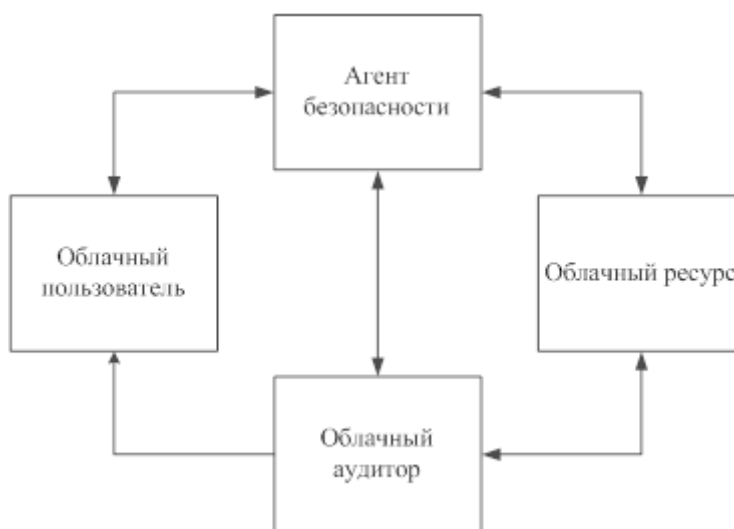 Агент
безопасности
Облачный
пользователь
Облачный ресурс
Облачный
аудитор